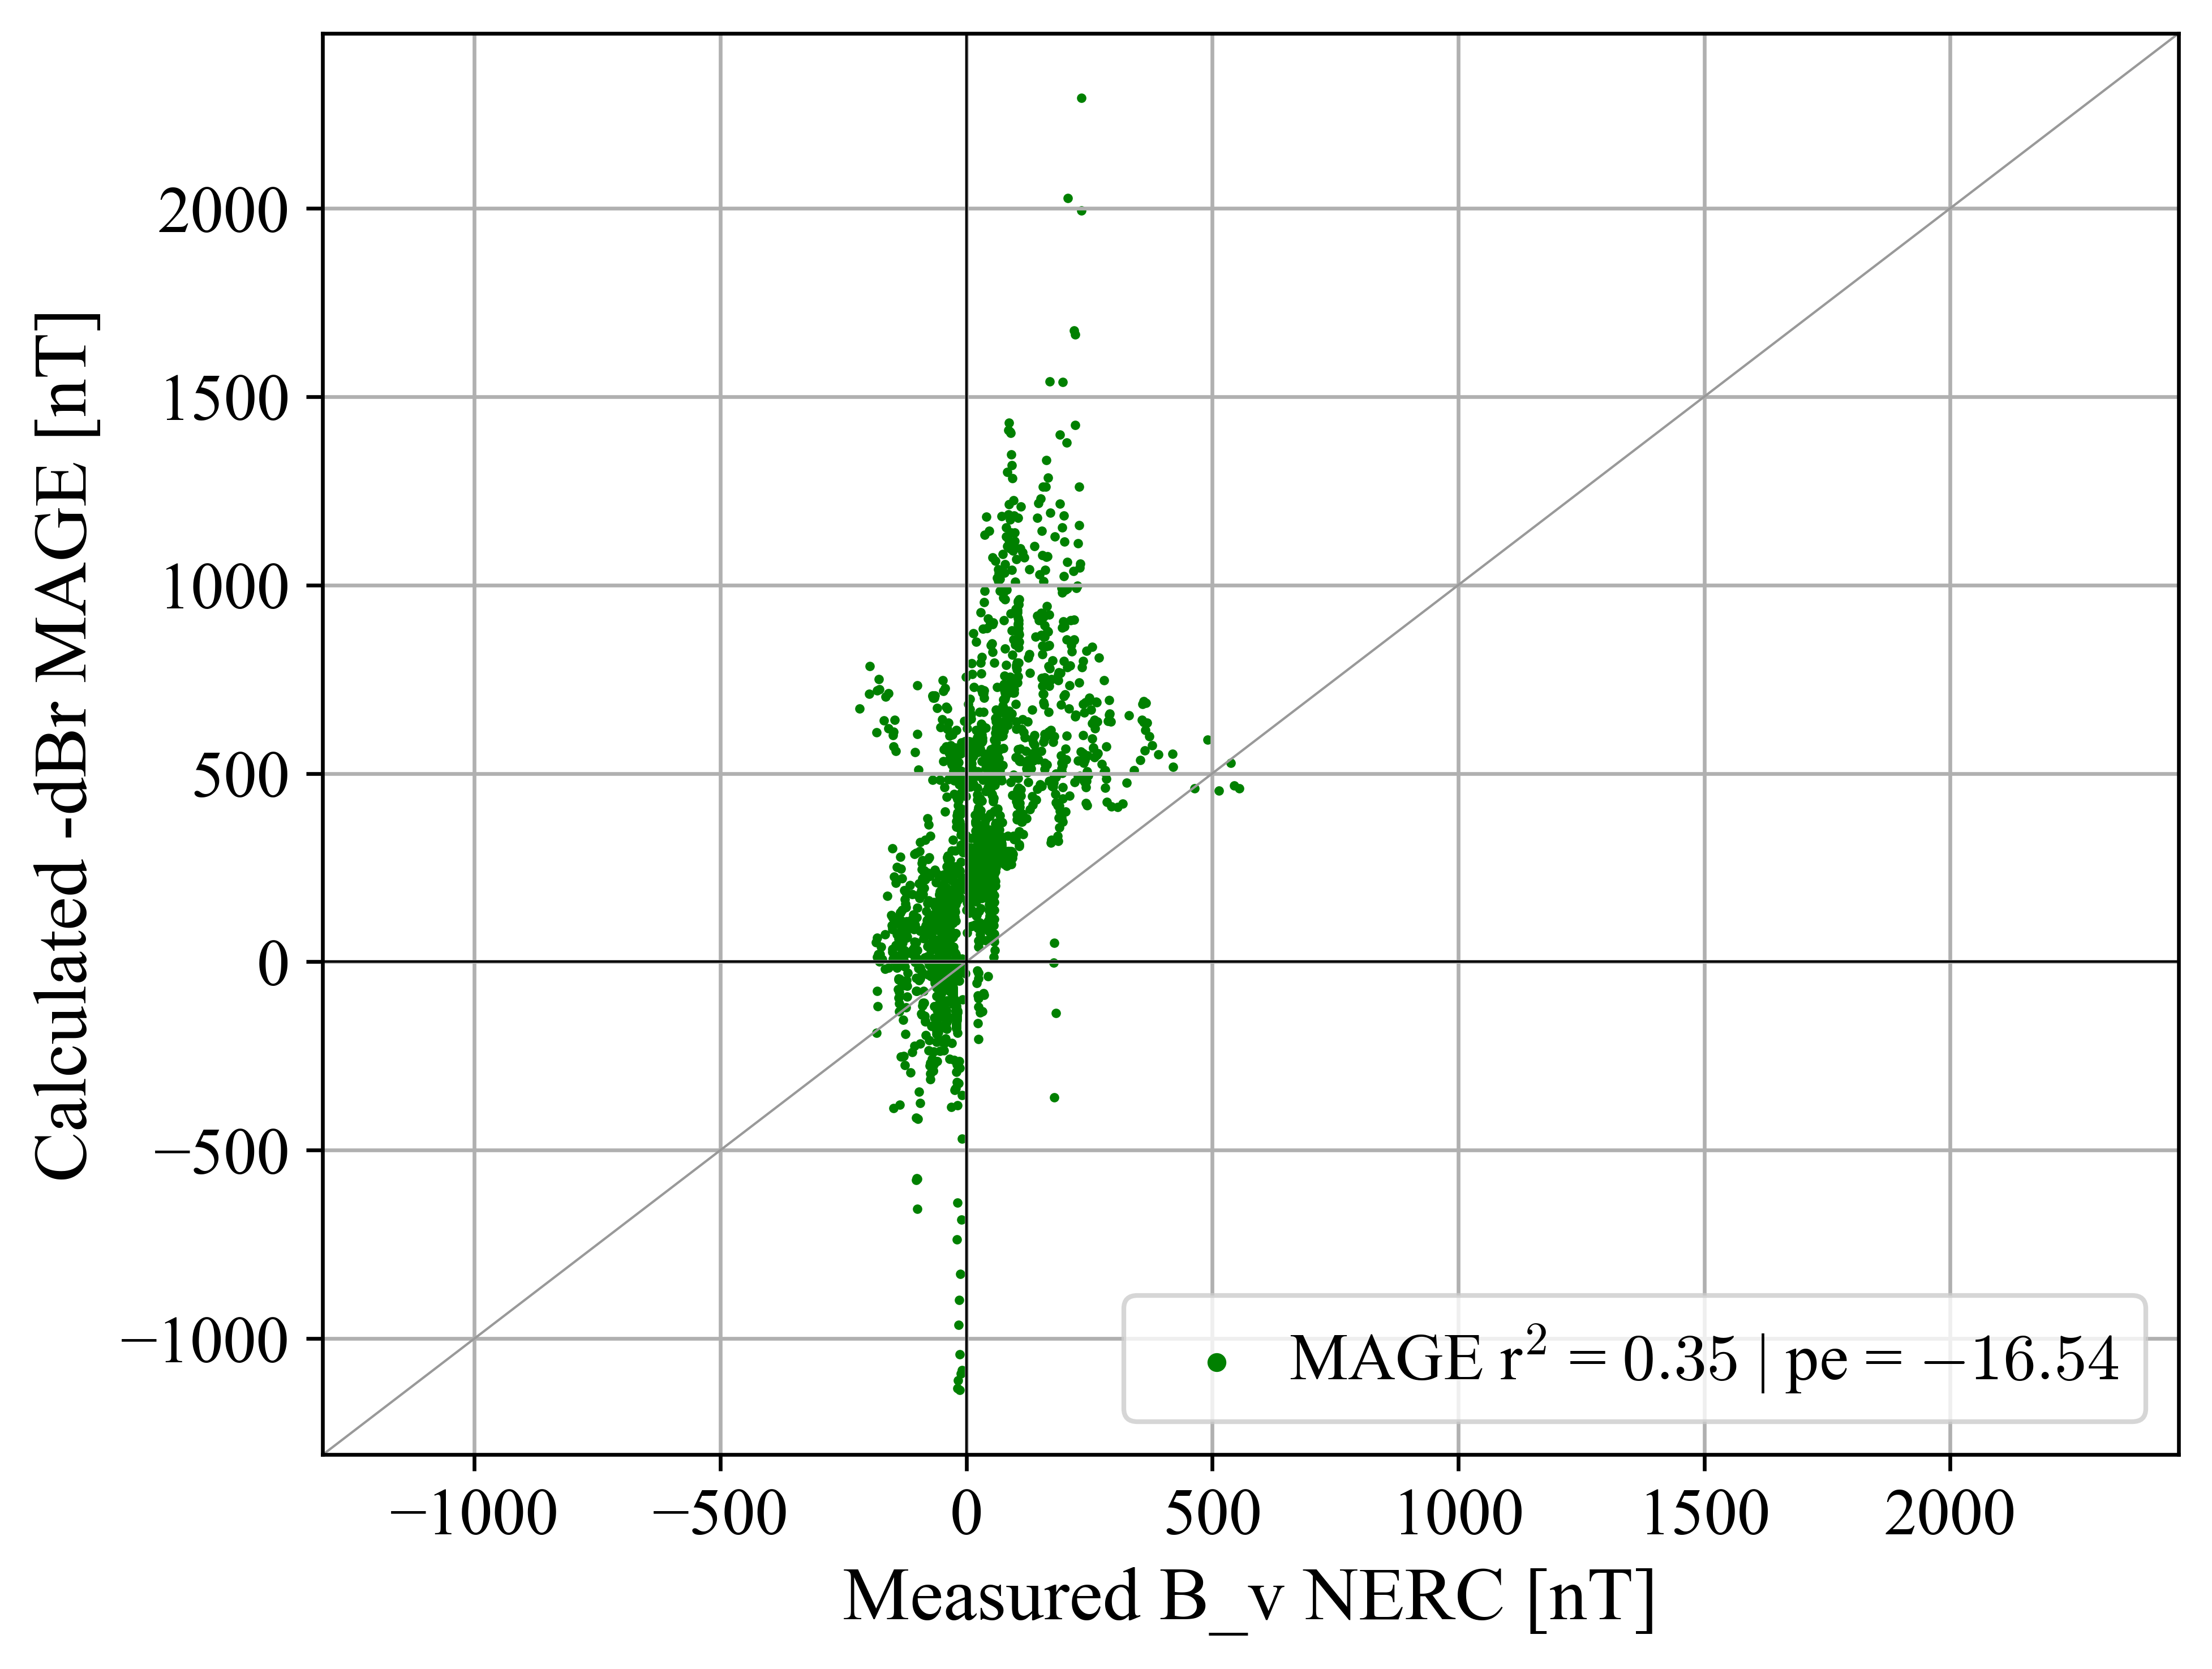 Calculated -dBr MAGE [nT]
2000
1500
1000
500
0
−500
−1000
MAGE r² = 0.35 | pe = −16.54
−1000 −500 0 500 1000 1500 2000
Measured B_v NERC [nT]